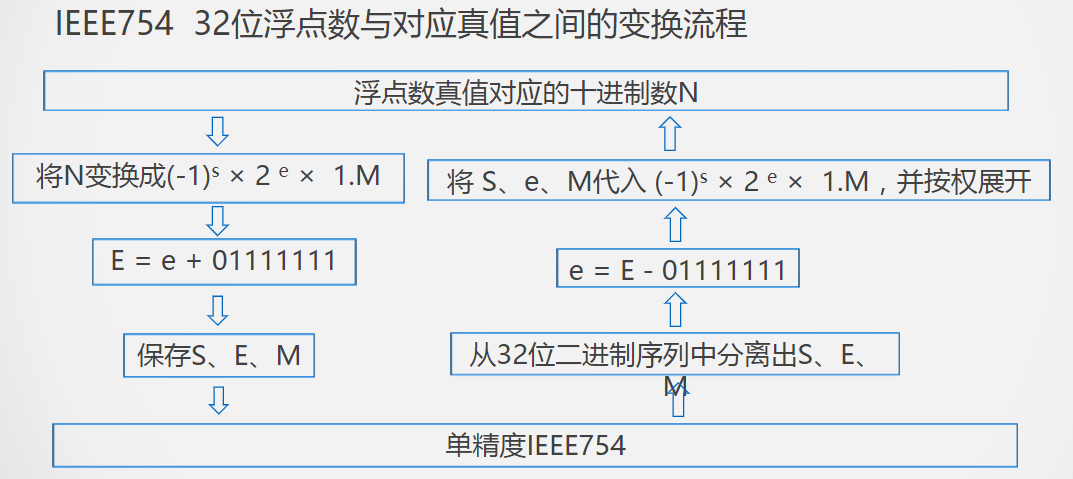 IEEE754 32位浮点数与对应真值之间的变换流程
浮点数真值对应的十进制数N
将N变换成(-1)ˢ × 2 ᵉ × 1.M
E = e + 01111111
保存S、E、M
将 S、e、M代入 (-1)ˢ × 2 ᵉ × 1.M，并按权展开
e = E - 01111111
从32位二进制序列中分离出S、E、
M
单精度IEEE754